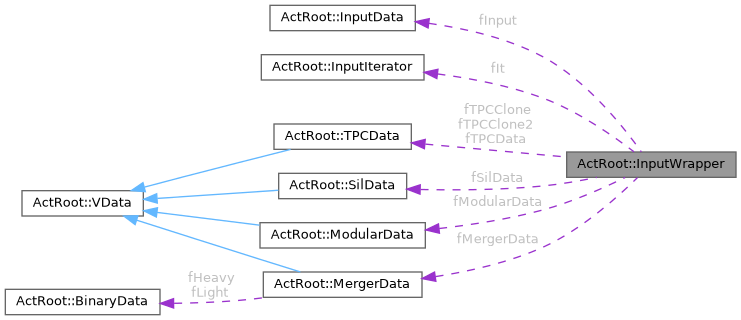 ActRoot::InputData
fInput
ActRoot::InputIterator
fIt
fTPCClone
fTPCClone2
fTPCData
ActRoot::TPCData
ActRoot::InputWrapper
fSilData
ActRoot::SilData
ActRoot::VData
fModularData
ActRoot::ModularData
fMergerData
ActRoot::MergerData
fHeavy
fLight
ActRoot::BinaryData